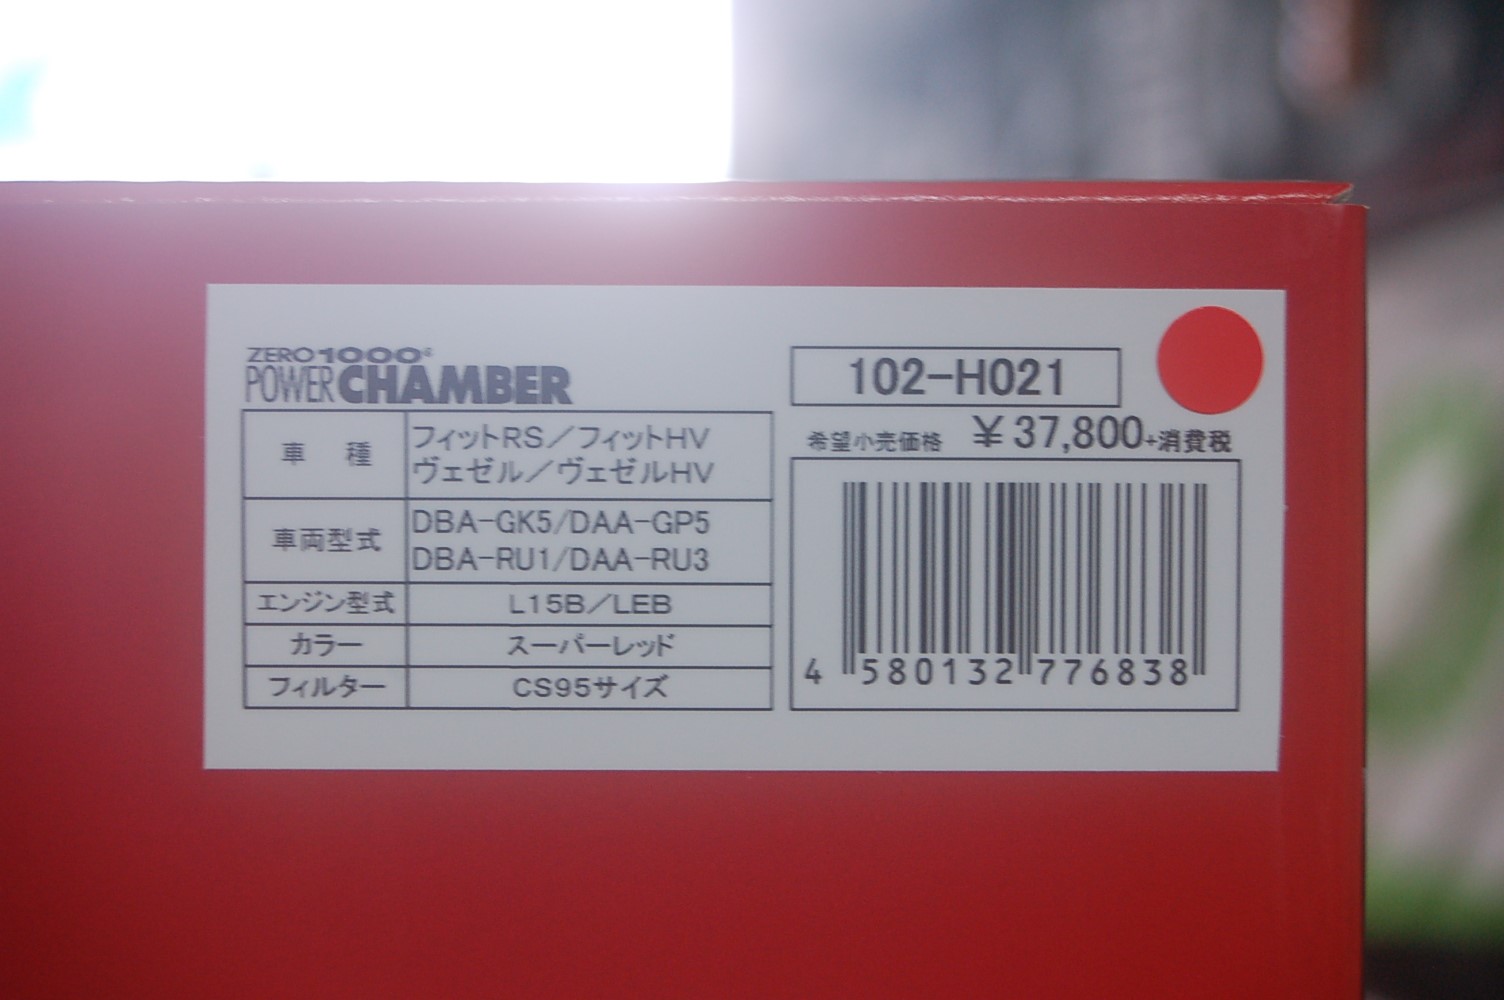 ZERO1000
POWER CHAMBER
車 種
フィットRS／フィットHV
ヴェゼル／ヴェゼルHV
車両型式
DBA-GK5/DAA-GP5
DBA-RU1/DAA-RU3
エンジン型式 L15B／LEB
カラー スーパーレッド
フィルター CS95サイズ
102-H021
希望小売価格 ￥37,800+消費税
4 580132 776838